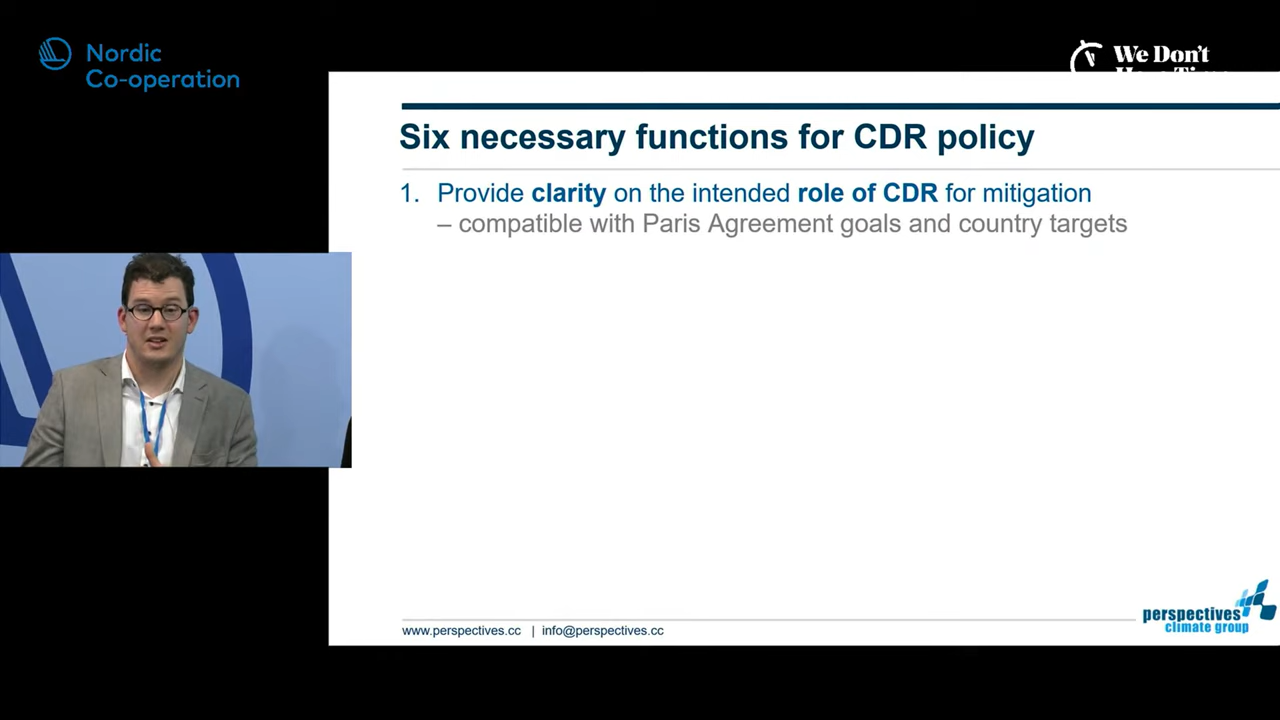 Nordic
Co-operation
We Don't
Six necessary functions for CDR policy
1. Provide clarity on the intended role of CDR for mitigation
– compatible with Paris Agreement goals and country targets
www.perspectives.cc | info@perspectives.cc
perspectives
climate group